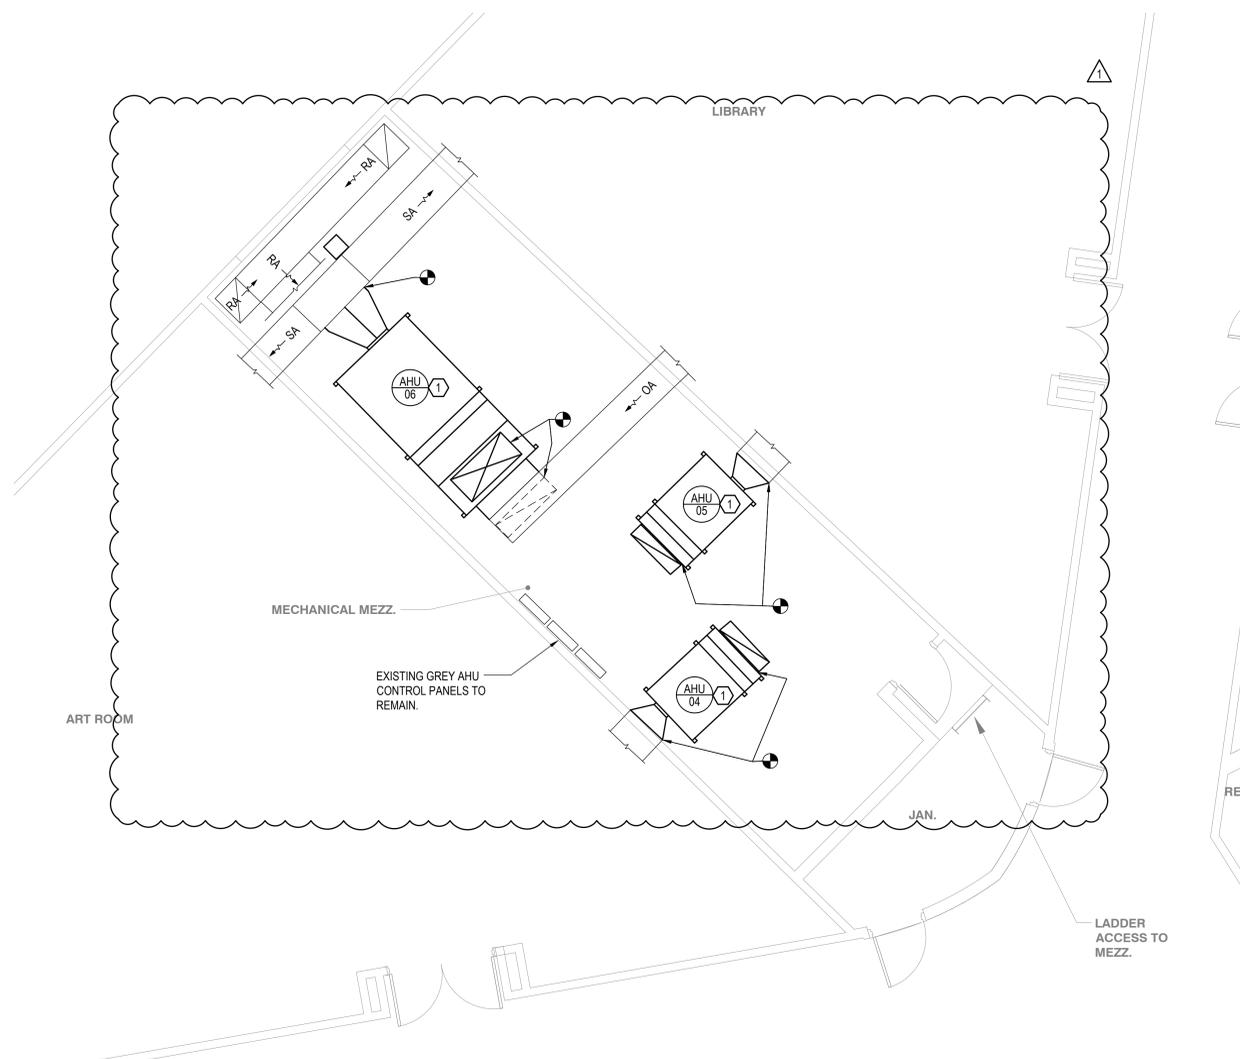 1
LIBRARY
RA
SA
RA
RA
SA
AHU
06
1
OA
AHU
05
1
MECHANICAL MEZZ.
EXISTING GREY AHU
CONTROL PANELS TO
REMAIN.
AHU
04
1
ART ROOM
RE
JAN.
LADDER
ACCESS TO
MEZZ.